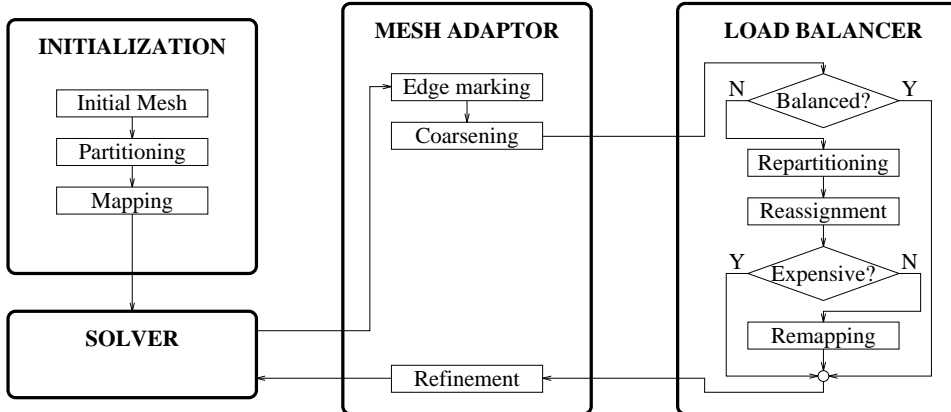 INITIALIZATION
Initial Mesh
Partitioning
Mapping
SOLVER
MESH ADAPTOR
Edge marking
Coarsening
Refinement
LOAD BALANCER
N
Y
Balanced?
Repartitioning
Reassignment
Y
N
Expensive?
Remapping